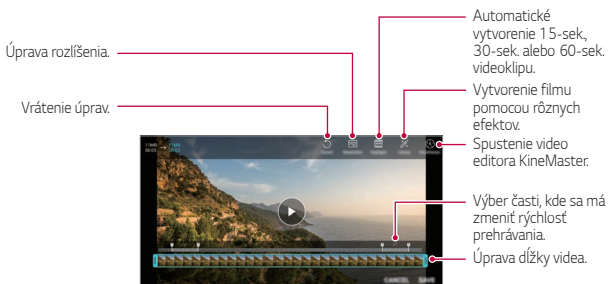 Úprava rozlíšenia.
Vrátenie úprav.
Automatické
vytvorenie 15-sek.,
30-sek. alebo 60-sek.
videoklipu.
Vytvorenie filmu
pomocou rôznych
efektov.
Spustenie video
editora KineMaster.
Výber časti, kde sa má
zmeniť rýchlosť
prehrávania.
Úprava dĺžky videa.
CANCEL SAVE